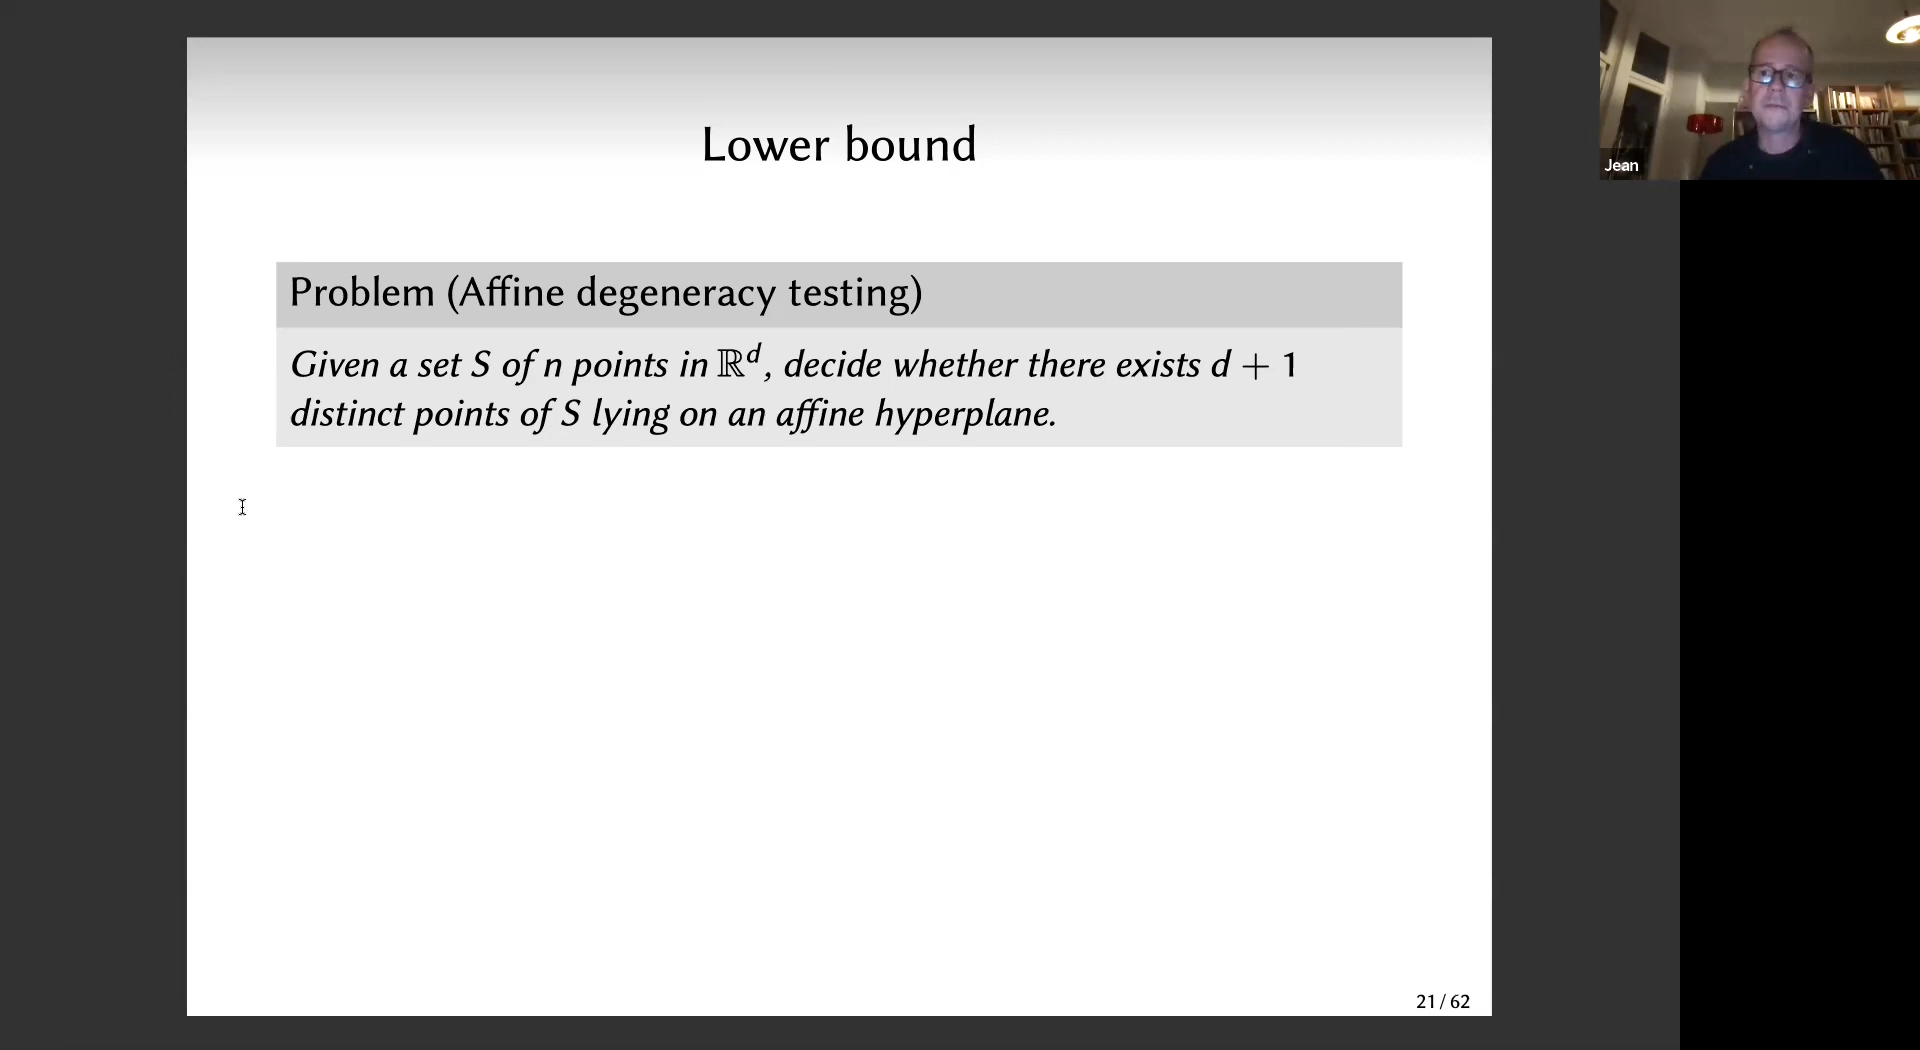 Lower bound
Problem (Affine degeneracy testing)
Given a set S of n points in ℝᵈ, decide whether there exists d + 1
distinct points of S lying on an affine hyperplane.
21 / 62
Jean